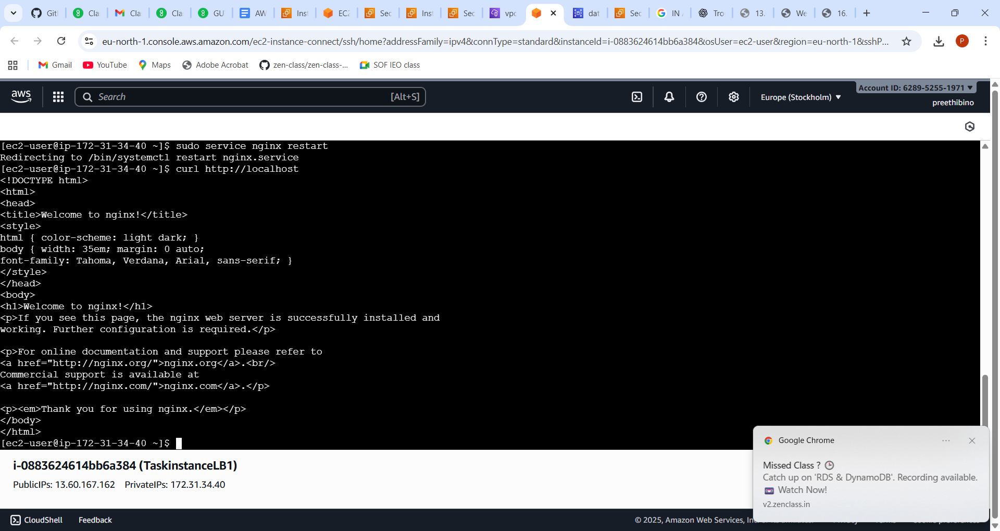 Git
Cla
Cla
Cla
GU
AW
Inst
EC2
Sec
Inst
Sec
vpc
dat
Sec
IN
Tro
13.
We
16.
eu-north-1.console.aws.amazon.com/ec2-instance-connect/ssh/home?addressFamily=ipv4&connType=standard&instanceId=i-0883624614bb6a384&osUser=ec2-user&region=eu-north-1&sshP...
P
Gmail
YouTube
Maps
Adobe Acrobat
zen-class/zen-class-...
SOF IEO class
aws
Search
[Alt+S]
Europe (Stockholm)
Account ID: 6289-5255-1971
preethibino
[ec2-user@ip-172-31-34-40 ~]$ sudo service nginx restart
Redirecting to /bin/systemctl restart nginx.service
[ec2-user@ip-172-31-34-40 ~]$ curl http://localhost
<!DOCTYPE html>
<html>
<head>
<title>Welcome to nginx!</title>
<style>
html { color-scheme: light dark; }
body { width: 35em; margin: 0 auto;
font-family: Tahoma, Verdana, Arial, sans-serif; }
</style>
</head>
<body>
<h1>Welcome to nginx!</h1>
<p>If you see this page, the nginx web server is successfully installed and
working. Further configuration is required.</p>
<p>For online documentation and support please refer to
<a href="http://nginx.org/">nginx.org</a>.<br/>
Commercial support is available at
<a href="http://nginx.com/">nginx.com</a>.</p>
<p><em>Thank you for using nginx.</em></p>
</body>
</html>
[ec2-user@ip-172-31-34-40 ~]$
i-0883624614bb6a384 (TaskinstanceLB1)
PublicIPs: 13.60.167.162 PrivateIPs: 172.31.34.40
Google Chrome
Missed Class ?
Catch up on 'RDS & DynamoDB'. Recording available.
Watch Now!
v2.zenclass.in
CloudShell
Feedback
© 2025, Amazon Web Services,